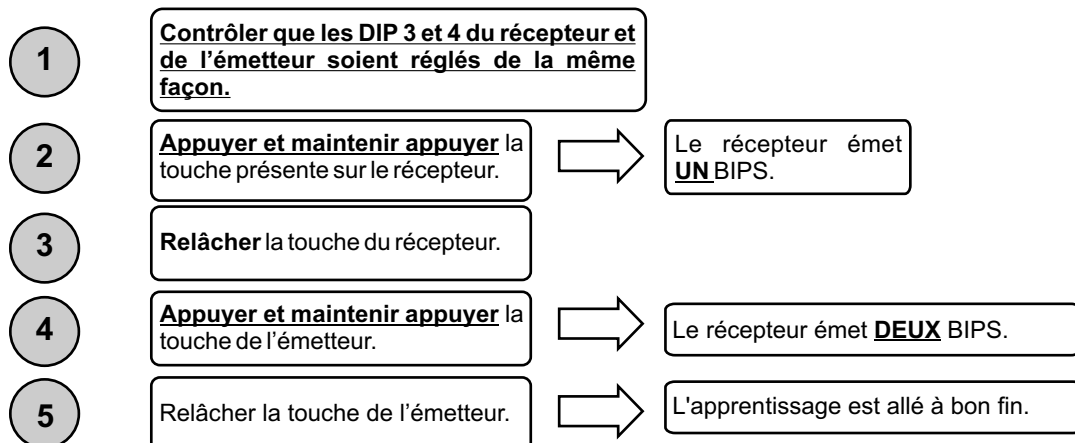 1
Contrôler que les DIP 3 et 4 du récepteur et
de l'émetteur soient réglés de la même
façon.
2
Appuyer et maintenir appuyer la
touche présente sur le récepteur.
Le récepteur émet
UN BIPS.
3
Relâcher la touche du récepteur.
4
Appuyer et maintenir appuyer la
touche de l'émetteur.
Le récepteur émet DEUX BIPS.
5
Relâcher la touche de l'émetteur.
L'apprentissage est allé à bon fin.